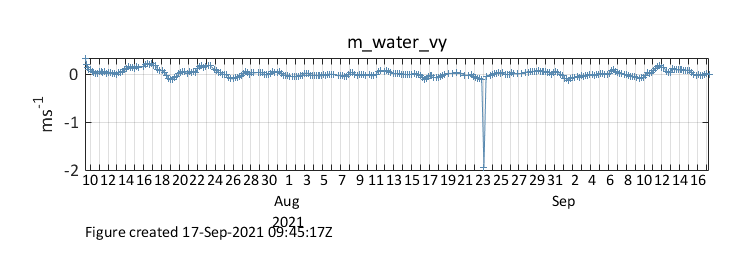 m_water_vy
0
-1
-2
ms-1
10 12 14 16 18 20 22 24 26 28 30 1 3 5 7 9 11 13 15 17 19 21 23 25 27 29 31 2 4 6 8 10 12 14 16
Aug Sep
2021
Figure created 17-Sep-2021 09:45:17Z